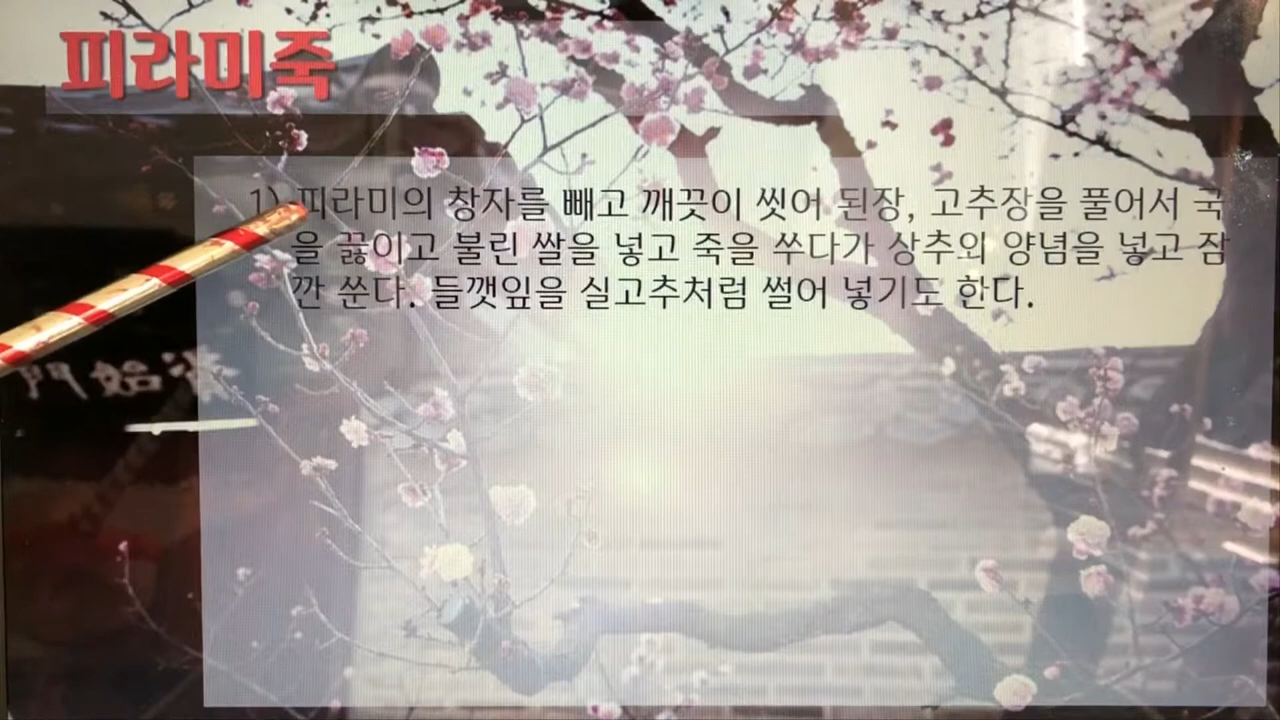 피라미죽
1) 피라미의 창자를 빼고 깨끗이 씻어 된장, 고추장을 풀어서 국
을 끓이고 불린 쌀을 넣고 죽을 쑤다가 상추외 양념을 넣고 잠
깐 쑨다. 들깻잎을 실고추처럼 썰어 넣기도 한다.
門始